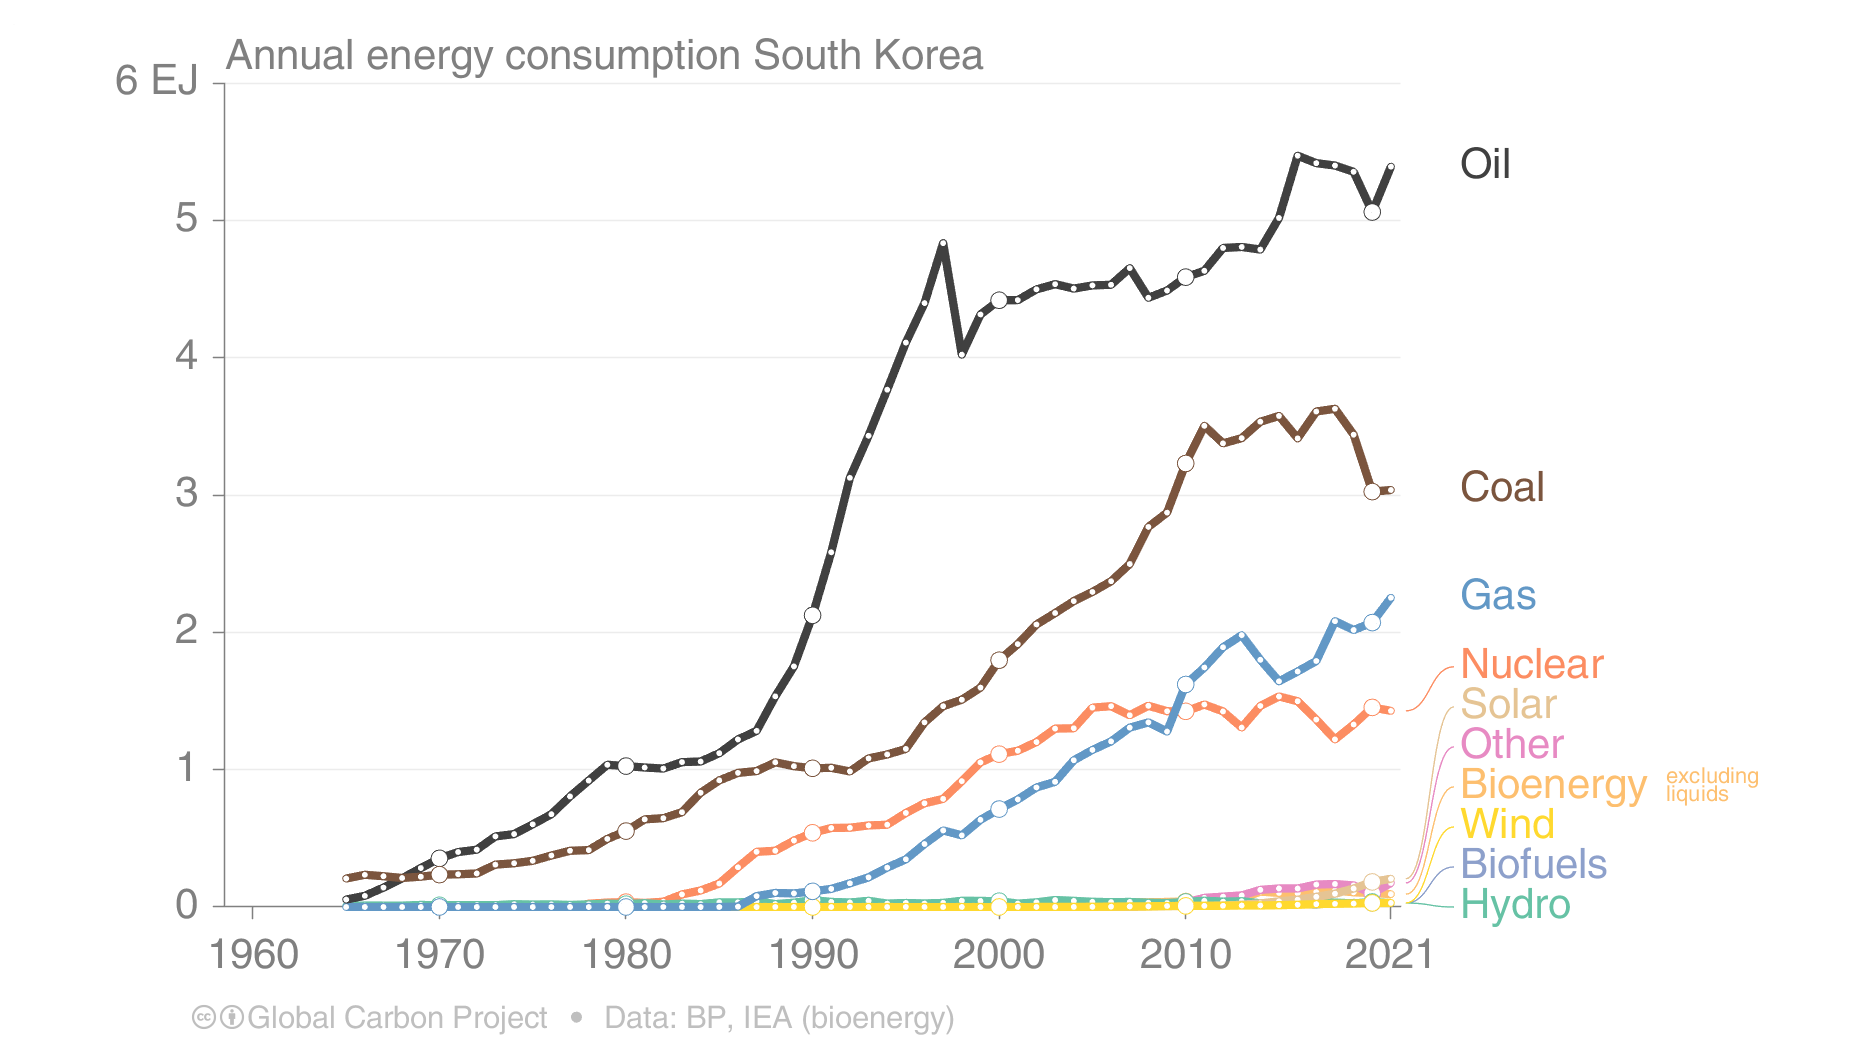 Annual energy consumption South Korea
6 EJ
5
4
3
2
1
0
1960 1970 1980 1990 2000 2010 2021
Oil
Coal
Gas
Nuclear
Solar
Other
Bioenergy excluding liquids
Wind
Biofuels
Hydro
cc Global Carbon Project • Data: BP, IEA (bioenergy)